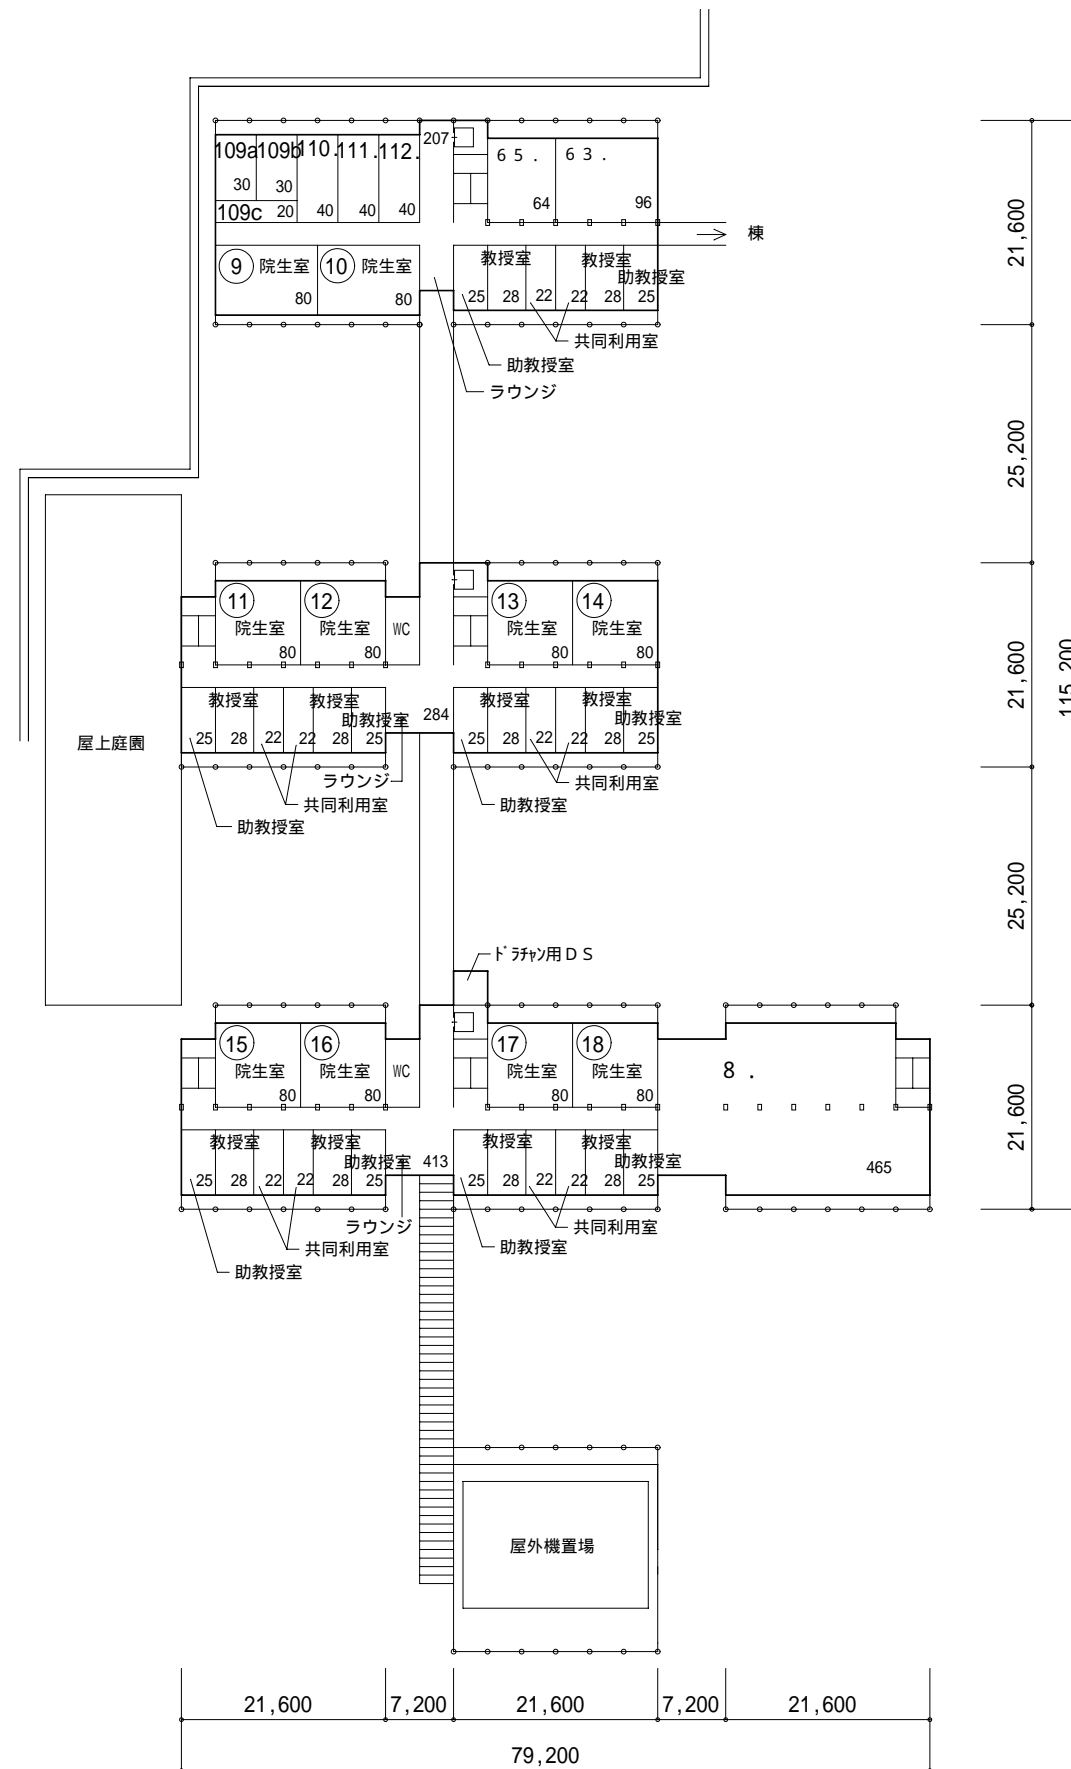 109a 109b 110. 111. 112. 207 65. 63.
30 30
109c 20 40 40 40 64 96
棟
9 院生室 10 院生室 教授室 教授室
助教授室
80 80 25 28 22 22 28 25
共同利用室
助教授室
ラウンジ
21,600
25,200
11 12 13 14
院生室 院生室 WC 院生室 院生室
80 80 80 80
教授室 教授室 教授室 教授室
助教授室 284 助教授室
25 28 22 22 28 25 25 28 22 22 28 25
屋上庭園
ラウンジ 共同利用室
共同利用室 助教授室
助教授室
21,600
115,200
25,200
ドラチャン用DS
15 16 17 18
院生室 院生室 WC 院生室 院生室 8.
80 80 80 80
教授室 教授室 教授室 教授室
助教授室 413 助教授室 465
25 28 22 22 28 25 25 28 22 22 28 25
ラウンジ 共同利用室
共同利用室 助教授室
助教授室
21,600
屋外機置場
21,600 7,200 21,600 7,200 21,600
79,200